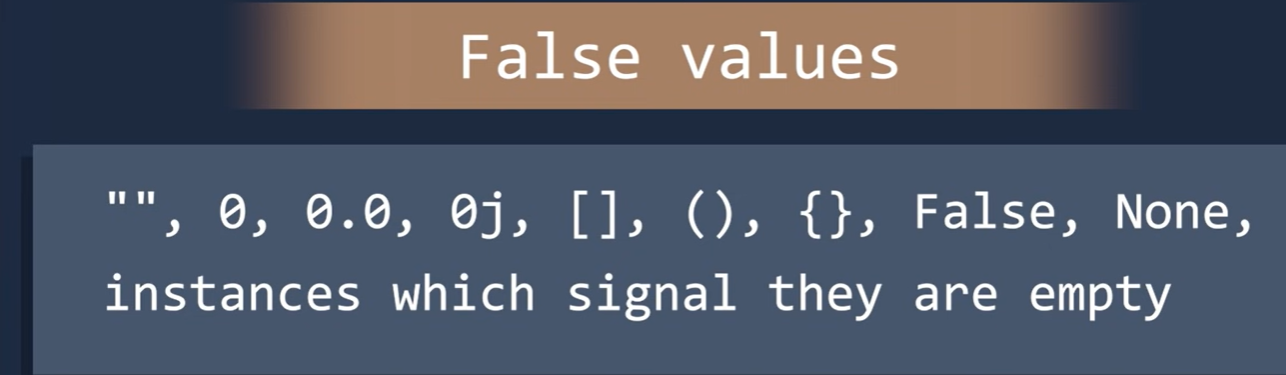 False values
"", 0, 0.0, 0j, [], (), {}, False, None,
instances which signal they are empty